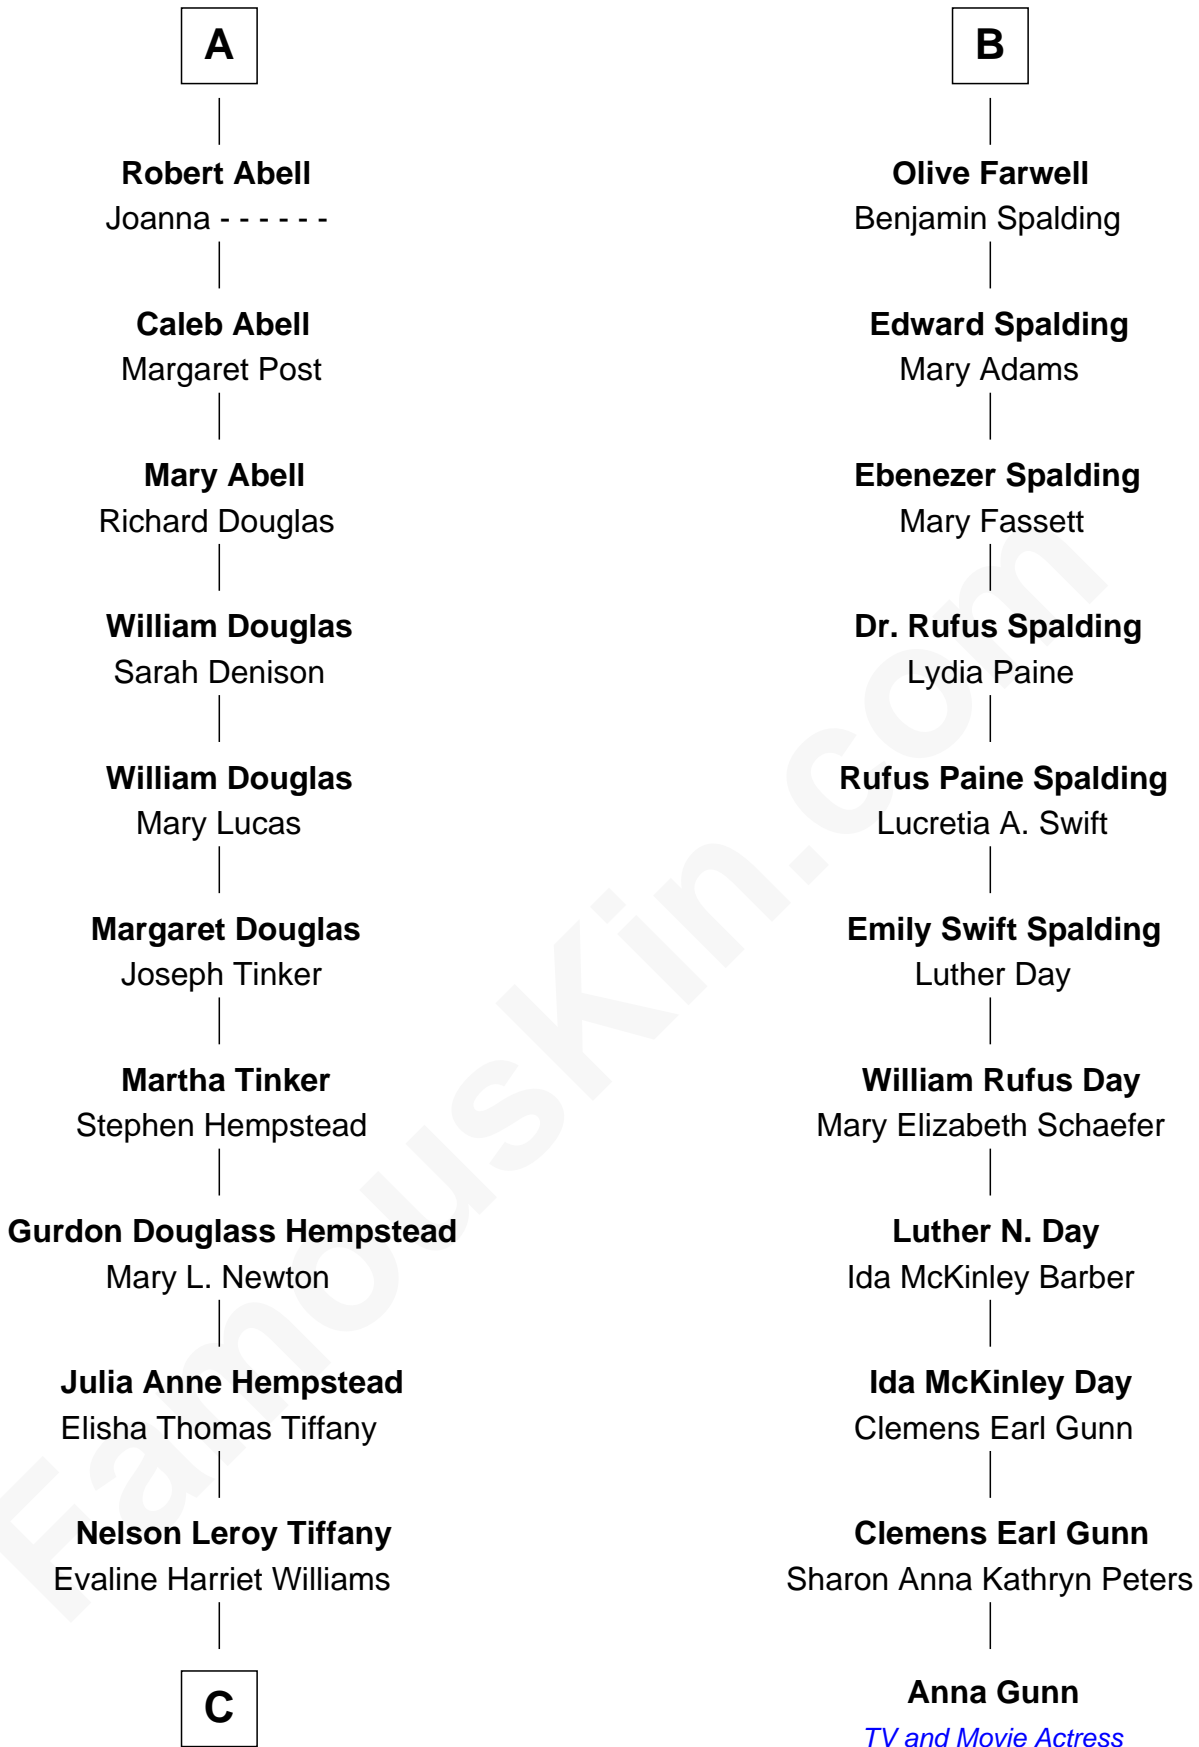 A
Robert Abell
Joanna - - - - - -
Caleb Abell
Margaret Post
Mary Abell
Richard Douglas
William Douglas
Sarah Denison
William Douglas
Mary Lucas
Margaret Douglas
Joseph Tinker
Martha Tinker
Stephen Hempstead
Gurdon Douglass Hempstead
Mary L. Newton
Julia Anne Hempstead
Elisha Thomas Tiffany
Nelson Leroy Tiffany
Evaline Harriet Williams
C
B
Olive Farwell
Benjamin Spalding
Edward Spalding
Mary Adams
Ebenezer Spalding
Mary Fassett
Dr. Rufus Spalding
Lydia Paine
Rufus Paine Spalding
Lucretia A. Swift
Emily Swift Spalding
Luther Day
William Rufus Day
Mary Elizabeth Schaefer
Luther N. Day
Ida McKinley Barber
Ida McKinley Day
Clemens Earl Gunn
Clemens Earl Gunn
Sharon Anna Kathryn Peters
Anna Gunn
TV and Movie Actress
FamousKin.com